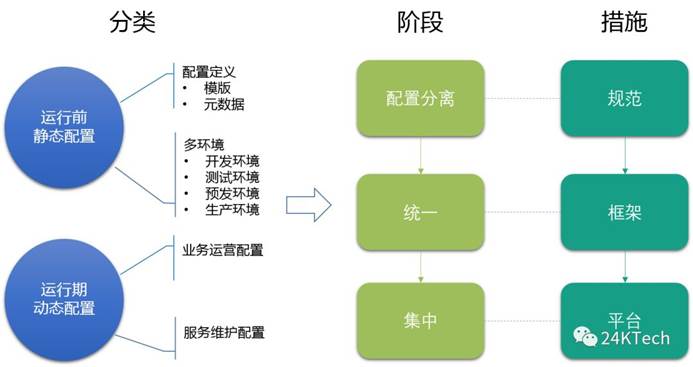 分类
阶段
措施
运行前
静态配置
配置定义
• 模版
• 元数据
多环境
• 开发环境
• 测试环境
• 预发环境
• 生产环境
运行期
动态配置
业务运营配置
服务维护配置
配置分离
统一
集中
规范
框架
平台
24KTech